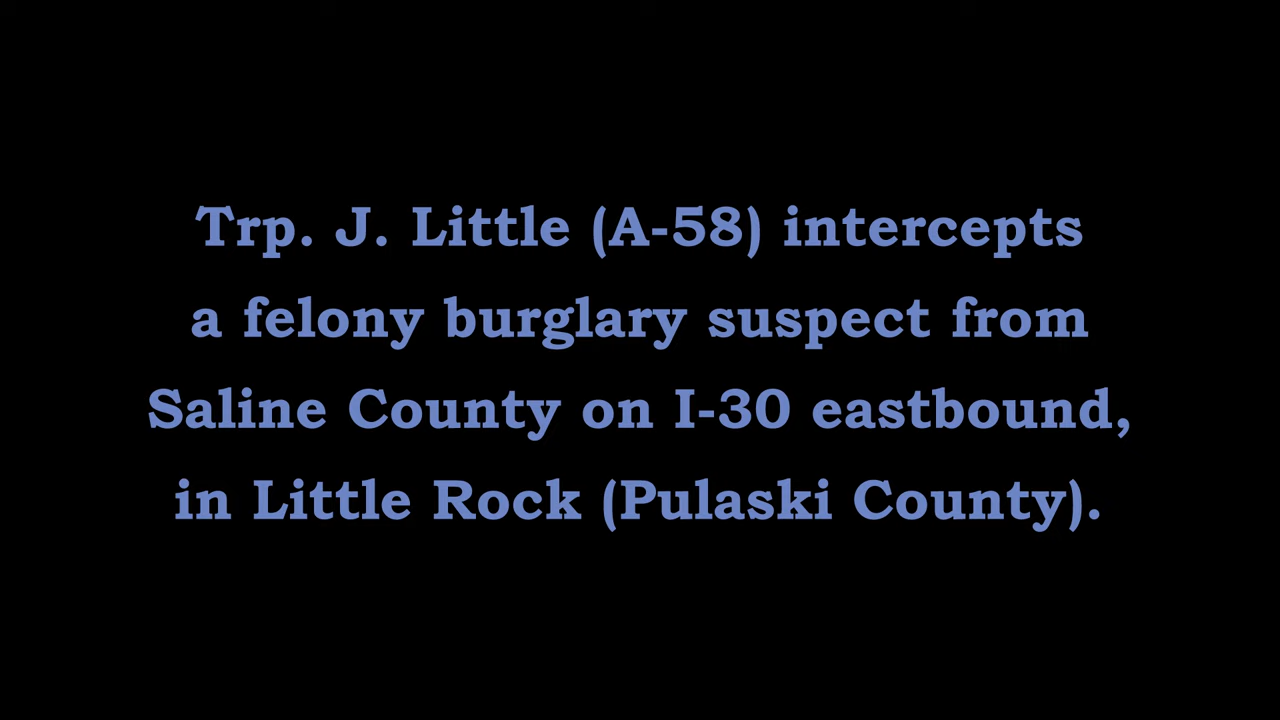 Trp. J. Little (A-58) intercepts
a felony burglary suspect from
Saline County on I-30 eastbound,
in Little Rock (Pulaski County).